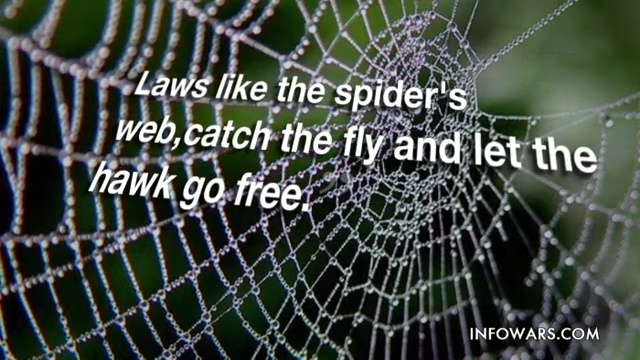 Laws like the spider's
web,catch the fly and let the
hawk go free.
INFOWARS.COM